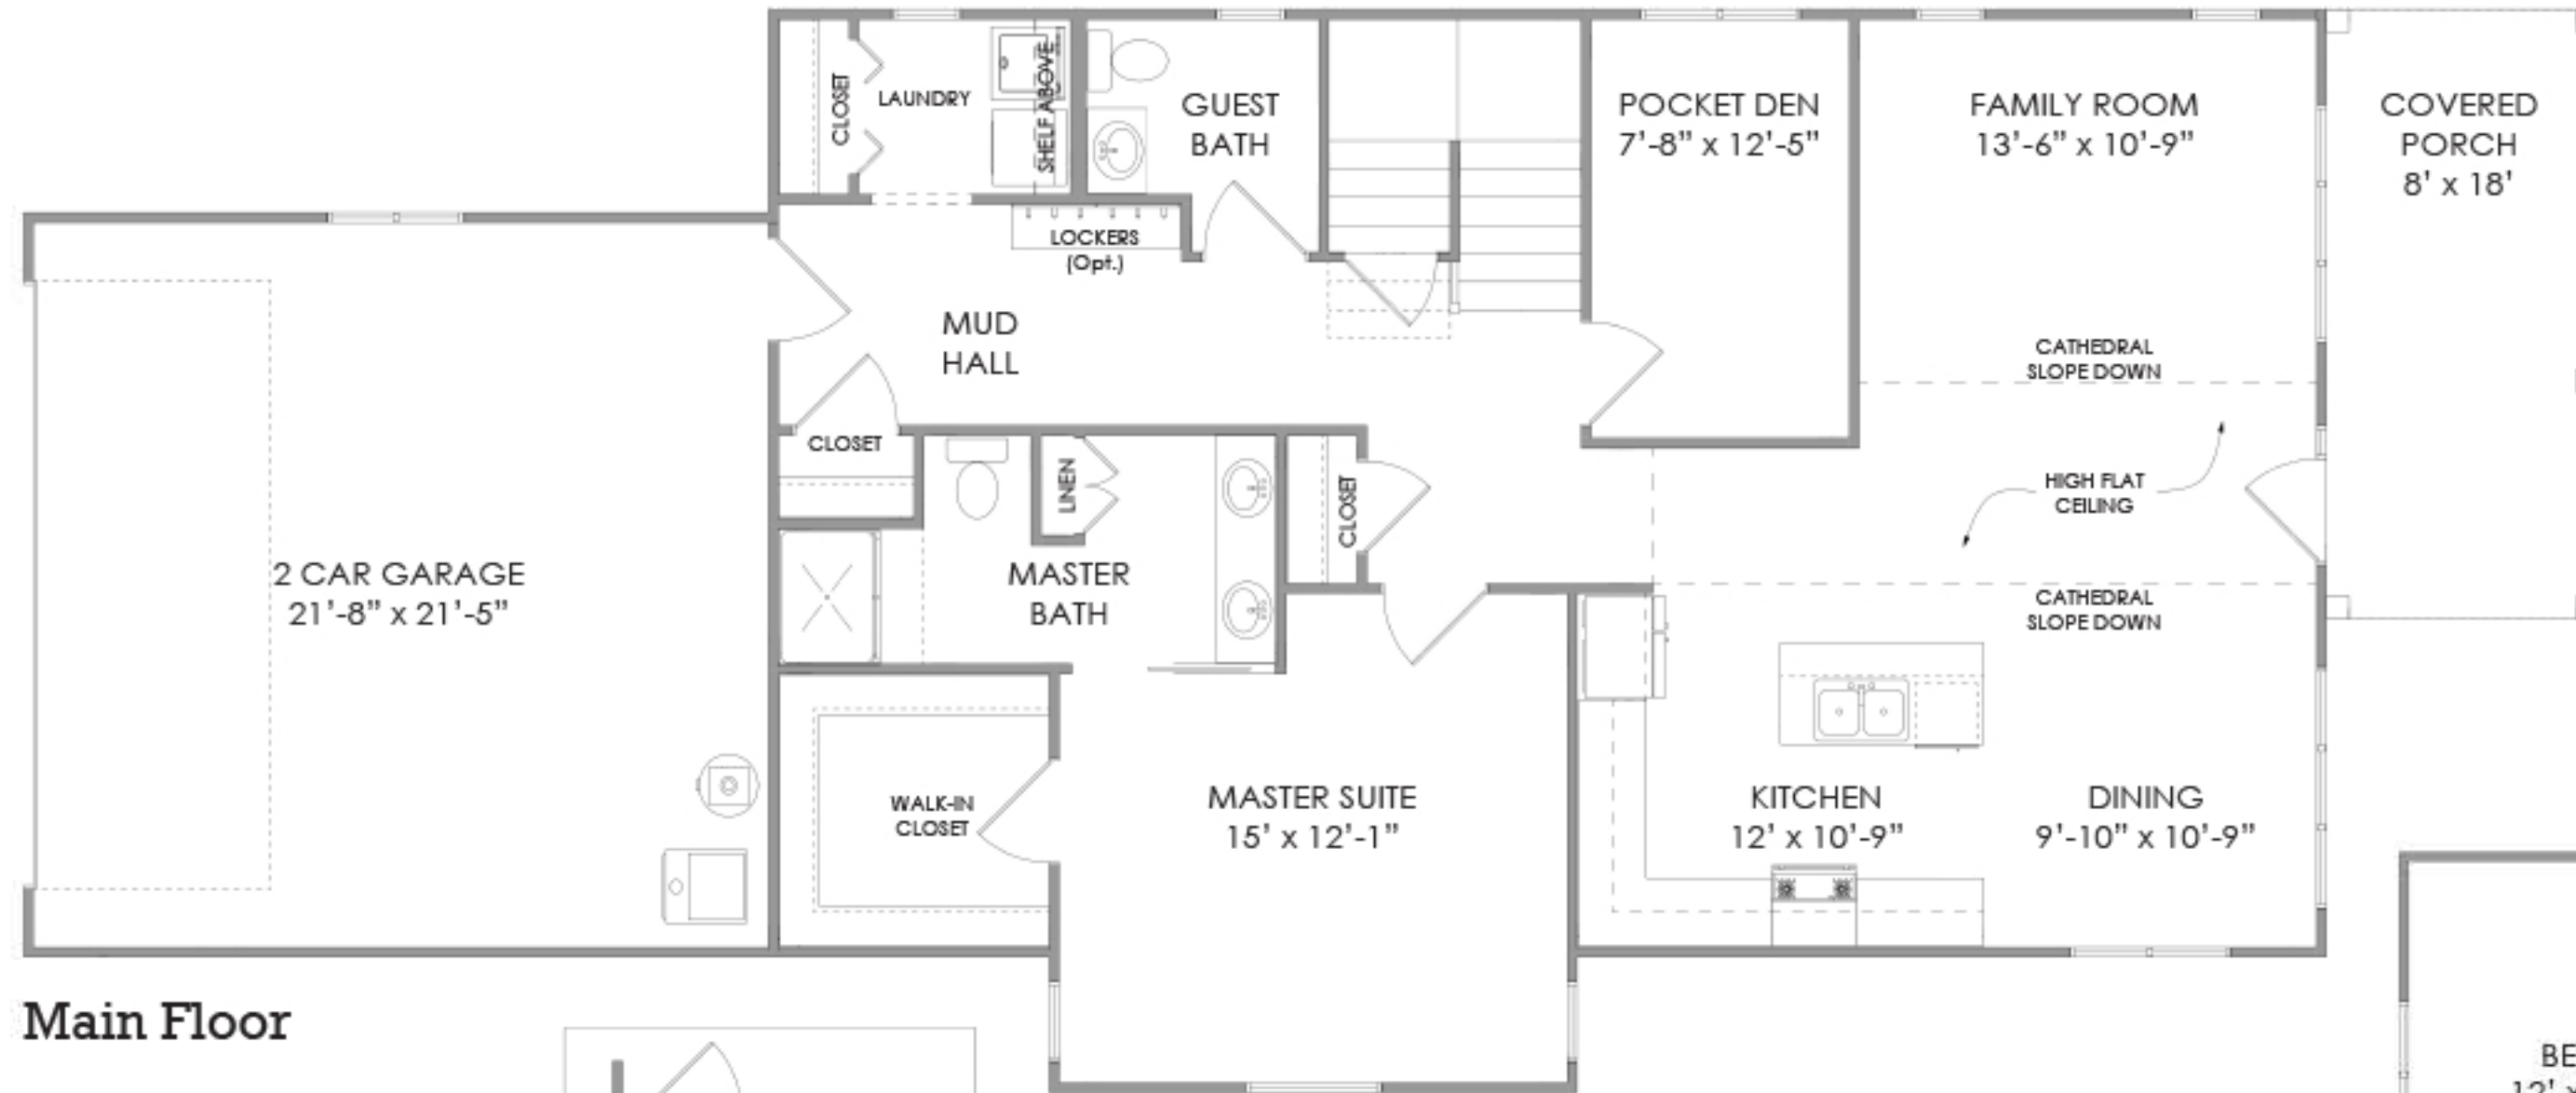 CLOSET
LAUNDRY
SHELF ABOVE
GUEST
BATH
POCKET DEN
7'-8" x 12'-5"
FAMILY ROOM
13'-6" x 10'-9"
COVERED
PORCH
8' x 18'
LOCKERS
(Opt.)
MUD
HALL
CATHEDRAL
SLOPE DOWN
CLOSET
LINEN
CLOSET
HIGH FLAT
CEILING
2 CAR GARAGE
21'-8" x 21'-5"
MASTER
BATH
CATHEDRAL
SLOPE DOWN
WALK-IN
CLOSET
MASTER SUITE
15' x 12'-1"
KITCHEN
12' x 10'-9"
DINING
9'-10" x 10'-9"
Main Floor
BE